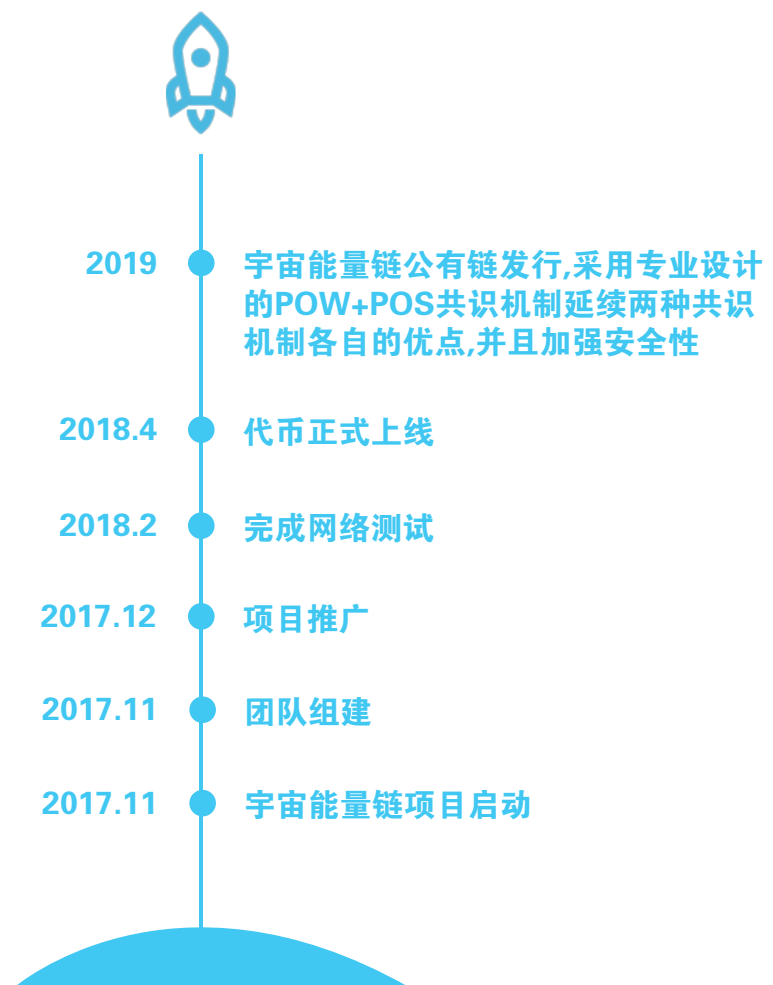 2019 宇宙能量链公有链发行,采用专业设计
的POW+POS共识机制延续两种共识
机制各自的优点,并且加强安全性
2018.4 代币正式上线
2018.2 完成网络测试
2017.12 项目推广
2017.11 团队组建
2017.11 宇宙能量链项目启动